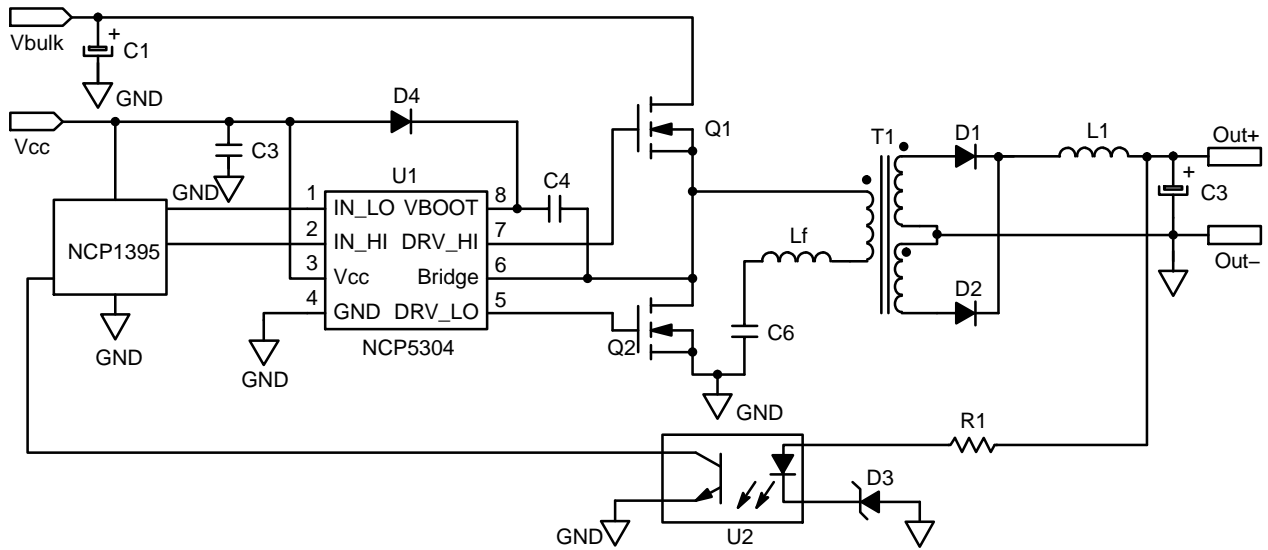 Vbulk
+
C1
GND
Vcc
D4
C3
GND
U1
Q1
T1
D1
L1
Out+
+
C3
C4
NCP1395
1 IN_LO VBOOT 8
2 IN_HI DRV_HI 7
3 Vcc Bridge 6
4 GND DRV_LO 5
NCP5304
Lf
Out–
D2
GND
GND
Q2
C6
GND
R1
D3
GND
U2